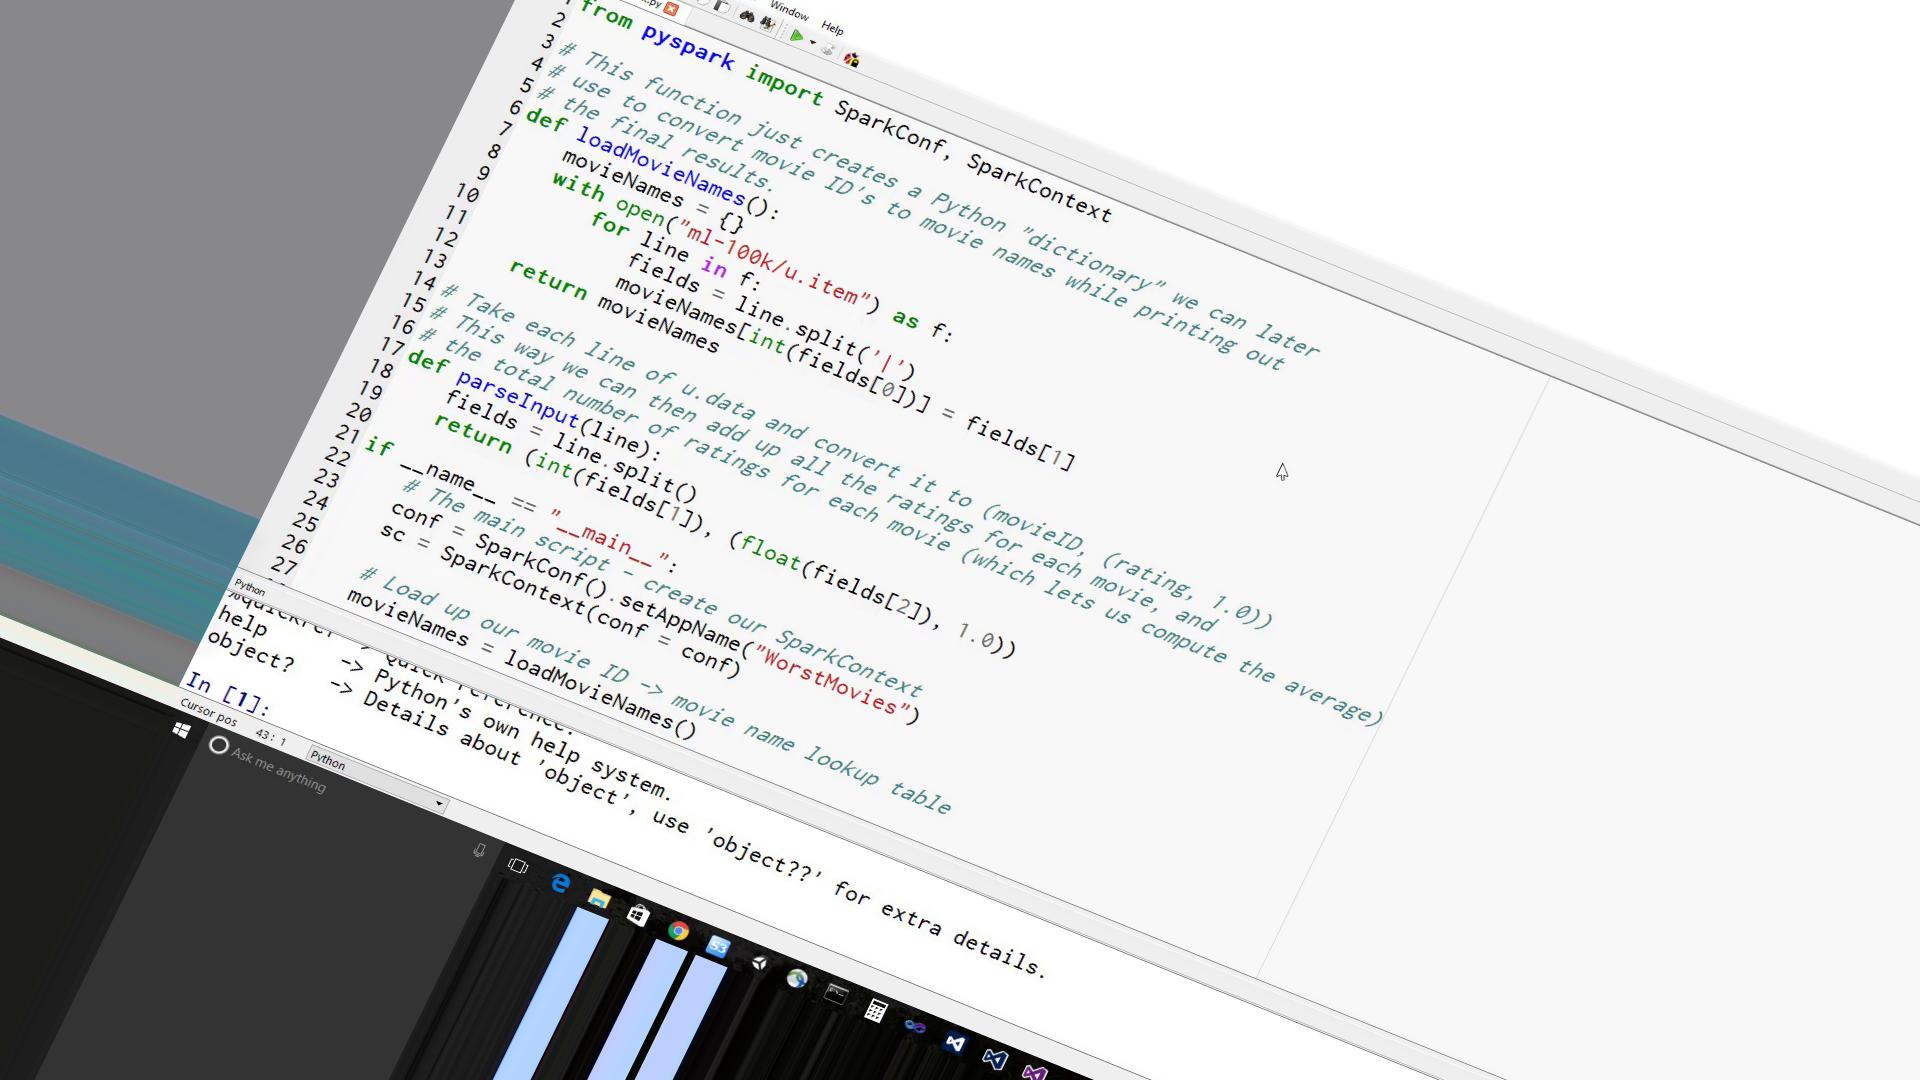 .py
Window Help
from pyspark import SparkConf, SparkContext
2
3 # This function just creates a Python "dictionary" we can later
4 # use to convert movie ID's to movie names while printing out
5 # the final results.
6 def loadMovieNames():
7 movieNames = {}
8 with open("ml-100k/u.item") as f:
9 for line in f:
10 fields = line.split('|')
11 movieNames[int(fields[0])] = fields[1]
12 return movieNames
13
14 # Take each line of u.data and convert it to (movieID, (rating, 1.0))
15 # This way we can then add up all the ratings for each movie, and
16 # the total number of ratings for each movie (which lets us compute the average)
17 def parseInput(line):
18 fields = line.split()
19 return (int(fields[1]), (float(fields[2]), 1.0))
20
21 if __name__ == "__main__":
22 # The main script - create our SparkContext
23 conf = SparkConf().setAppName("WorstMovies")
24 sc = SparkContext(conf = conf)
25
26 # Load up our movie ID -> movie name lookup table
27 movieNames = loadMovieNames()
Python
%quickref -> Quick reference.
help -> Python's own help system.
object? -> Details about 'object', use 'object??' for extra details.
In [1]:
Cursor pos 43: 1 Python
Ask me anything
53